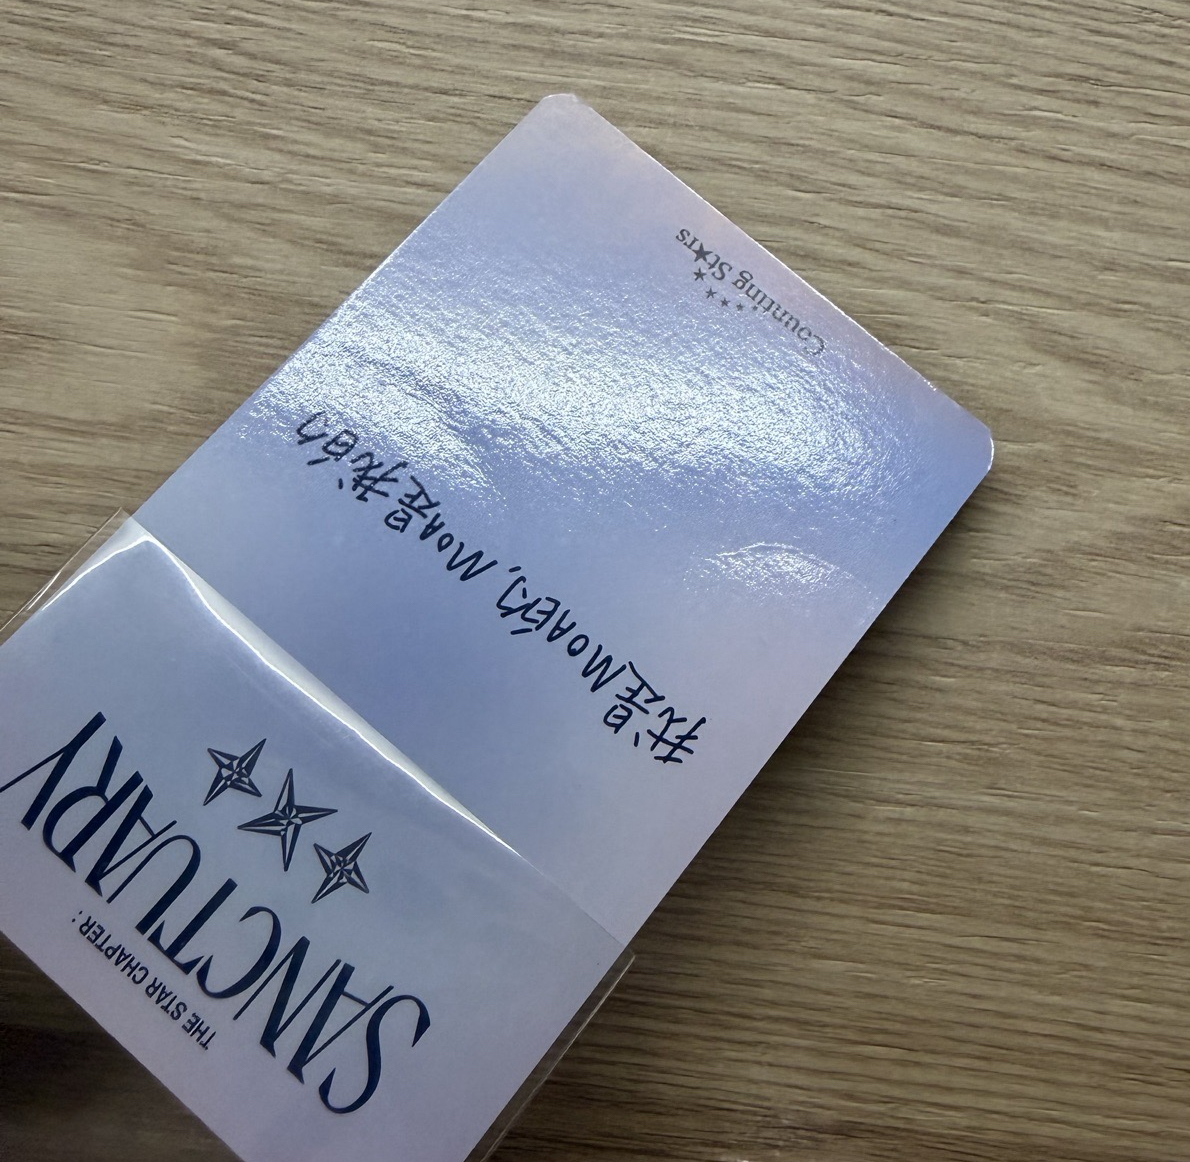 THE STAR CHAPTER:
SANCTUARY
我是MOA的, MOA是我的
Counting Stars